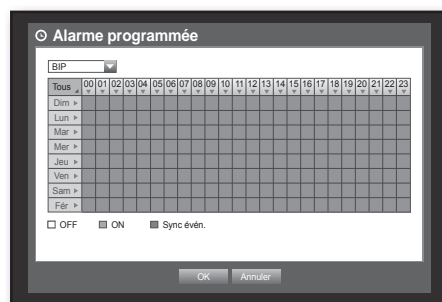 Alarme programmée
BIP
Tous 00 01 02 03 04 05 06 07 08 09 10 11 12 13 14 15 16 17 18 19 20 21 22 23
Dim
Lun
Mar
Mer
Jeu
Ven
Sam
Fér
OFF ON Sync évén.
OK Annuler